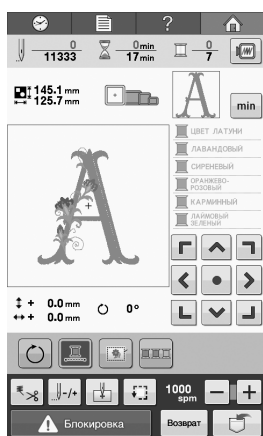 ?
0
11333
0min
17min
0
7
145.1 mm
125.7 mm
A
min
ЦВЕТ ЛАТУНИ
ЛАВАНДОВЫЙ
СИРЕНЕВЫЙ
ОРАНЖЕВО-
РОЗОВЫЙ
КАРМИННЫЙ
ЛАЙМОВЫЙ
ЗЕЛЕНЫЙ
A
+ 0.0 mm
+ 0.0 mm
0°
-/+
1000
spm
− +
Блокировка
Возврат